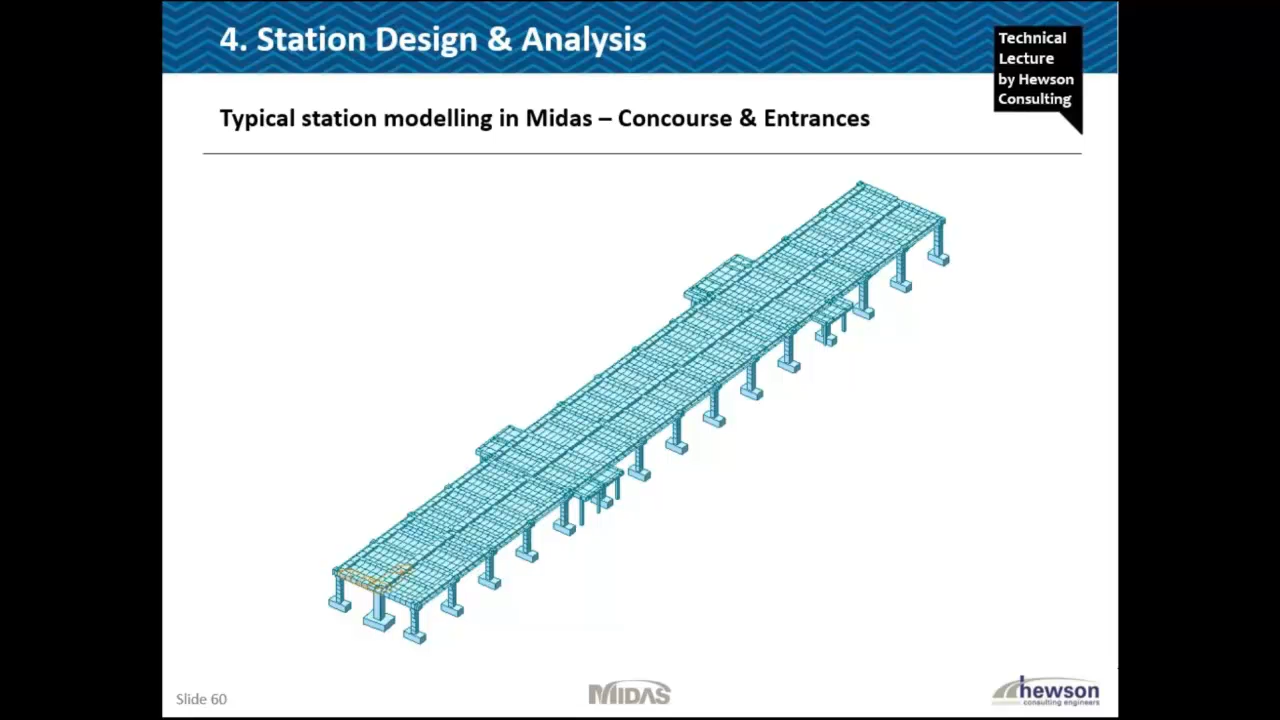 4. Station Design & Analysis
Technical
Lecture
by Hewson
Consulting
Typical station modelling in Midas – Concourse & Entrances
Slide 60
MIDAS
hewson
consulting engineers